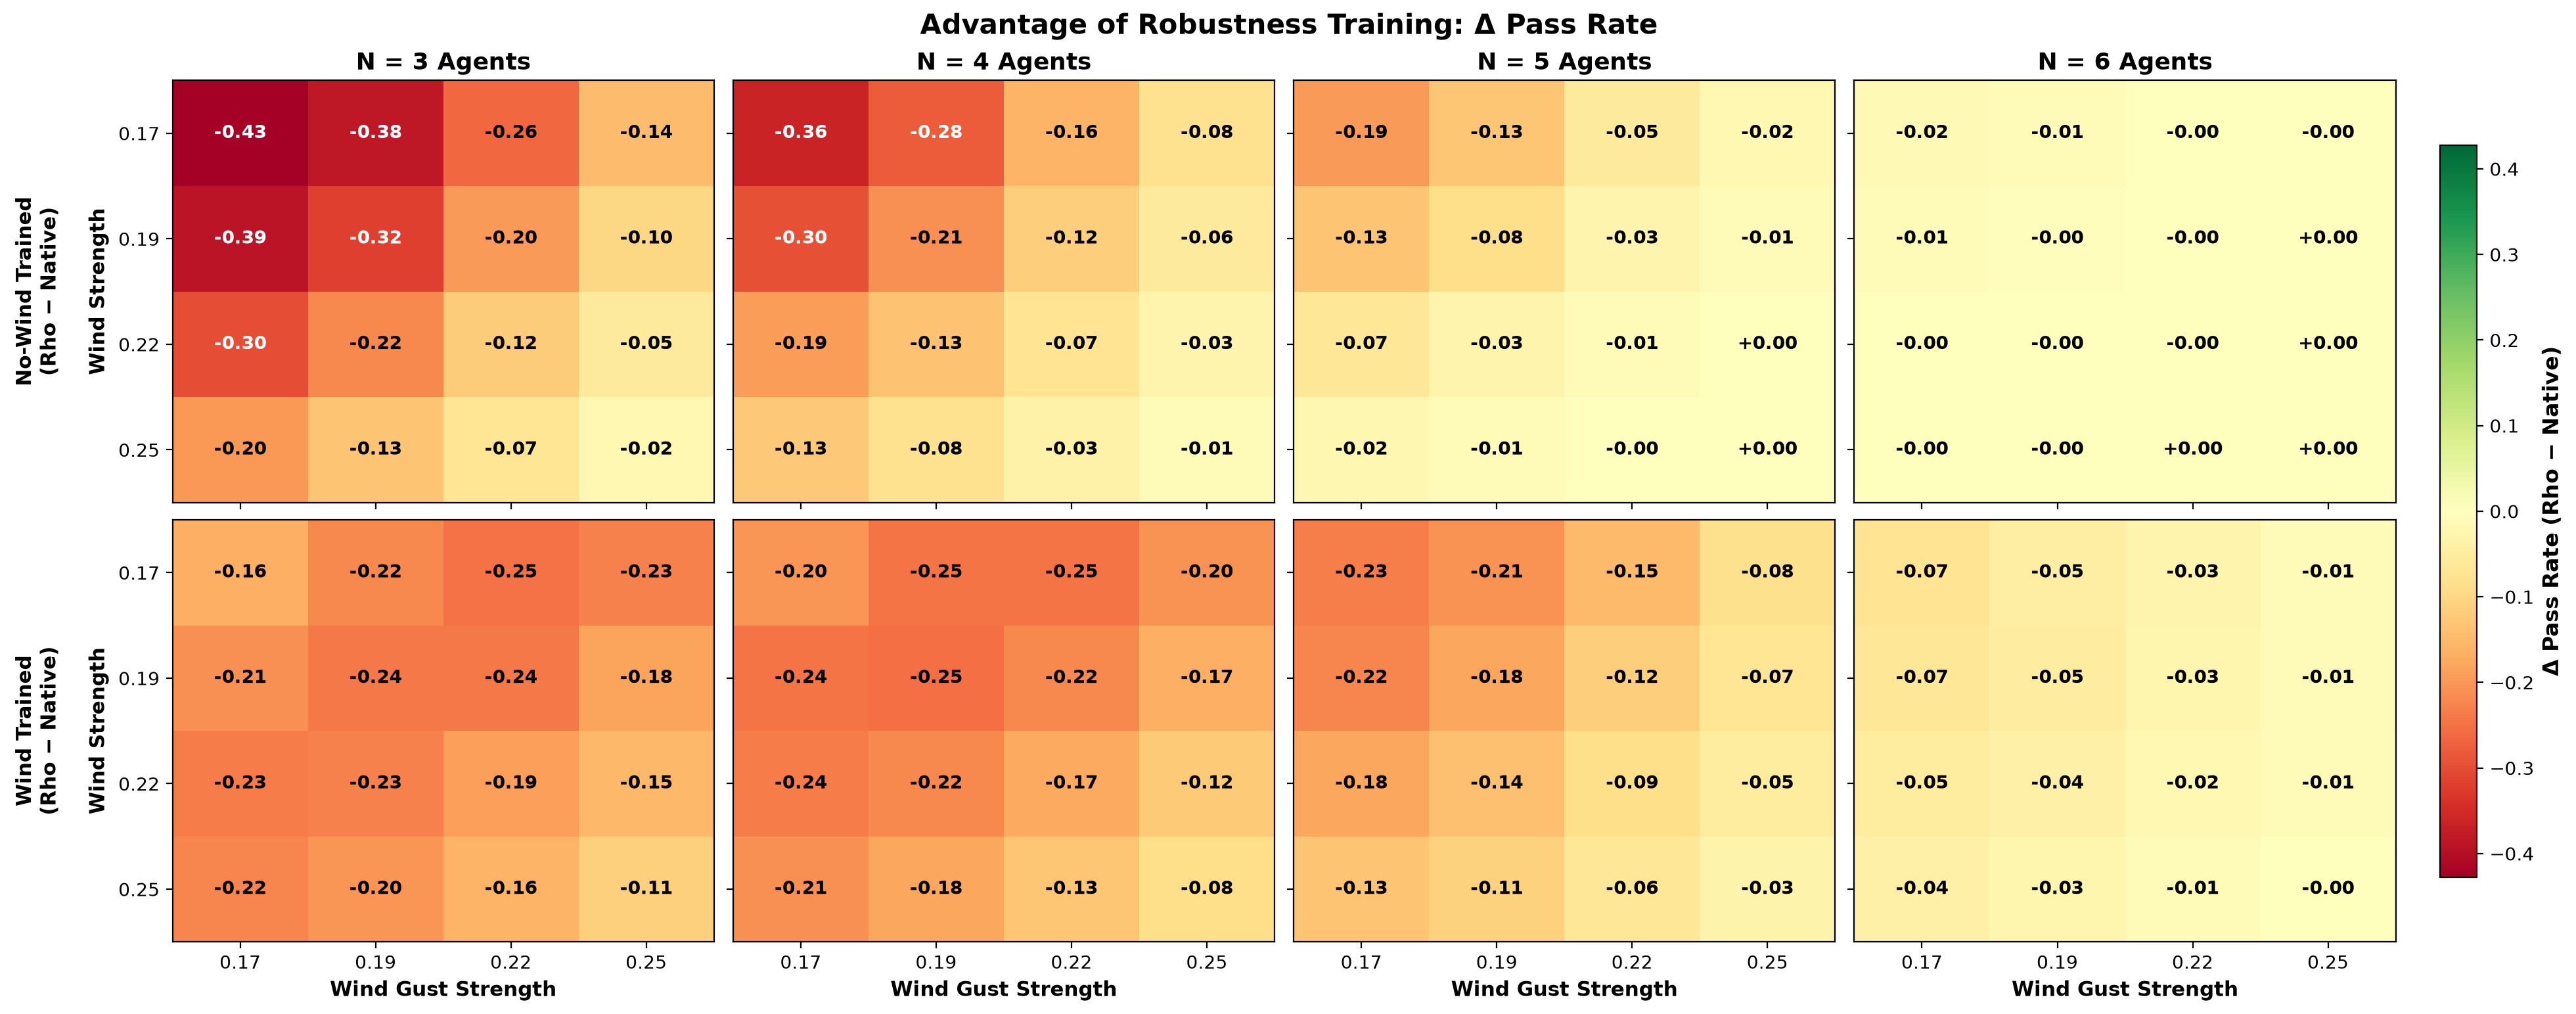 Advantage of Robustness Training: Δ Pass Rate
N = 3 Agents
N = 4 Agents
N = 5 Agents
N = 6 Agents
No-Wind Trained
(Rho − Native)
Wind Strength
0.17
-0.43 -0.38 -0.26 -0.14
-0.36 -0.28 -0.16 -0.08
-0.19 -0.13 -0.05 -0.02
-0.02 -0.01 -0.00 -0.00
0.19
-0.39 -0.32 -0.20 -0.10
-0.30 -0.21 -0.12 -0.06
-0.13 -0.08 -0.03 -0.01
-0.01 -0.00 -0.00 +0.00
0.22
-0.30 -0.22 -0.12 -0.05
-0.19 -0.13 -0.07 -0.03
-0.07 -0.03 -0.01 +0.00
-0.00 -0.00 -0.00 +0.00
0.25
-0.20 -0.13 -0.07 -0.02
-0.13 -0.08 -0.03 -0.01
-0.02 -0.01 -0.00 +0.00
-0.00 -0.00 +0.00 +0.00
Wind Trained
(Rho − Native)
Wind Strength
0.17
-0.16 -0.22 -0.25 -0.23
-0.20 -0.25 -0.25 -0.20
-0.23 -0.21 -0.15 -0.08
-0.07 -0.05 -0.03 -0.01
0.19
-0.21 -0.24 -0.24 -0.18
-0.24 -0.25 -0.22 -0.17
-0.22 -0.18 -0.12 -0.07
-0.07 -0.05 -0.03 -0.01
0.22
-0.23 -0.23 -0.19 -0.15
-0.24 -0.22 -0.17 -0.12
-0.18 -0.14 -0.09 -0.05
-0.05 -0.04 -0.02 -0.01
0.25
-0.22 -0.20 -0.16 -0.11
-0.21 -0.18 -0.13 -0.08
-0.13 -0.11 -0.06 -0.03
-0.04 -0.03 -0.01 -0.00
0.17 0.19 0.22 0.25
0.17 0.19 0.22 0.25
0.17 0.19 0.22 0.25
0.17 0.19 0.22 0.25
Wind Gust Strength
Wind Gust Strength
Wind Gust Strength
Wind Gust Strength
0.4
0.3
0.2
0.1
0.0
−0.1
−0.2
−0.3
−0.4
Δ Pass Rate (Rho − Native)